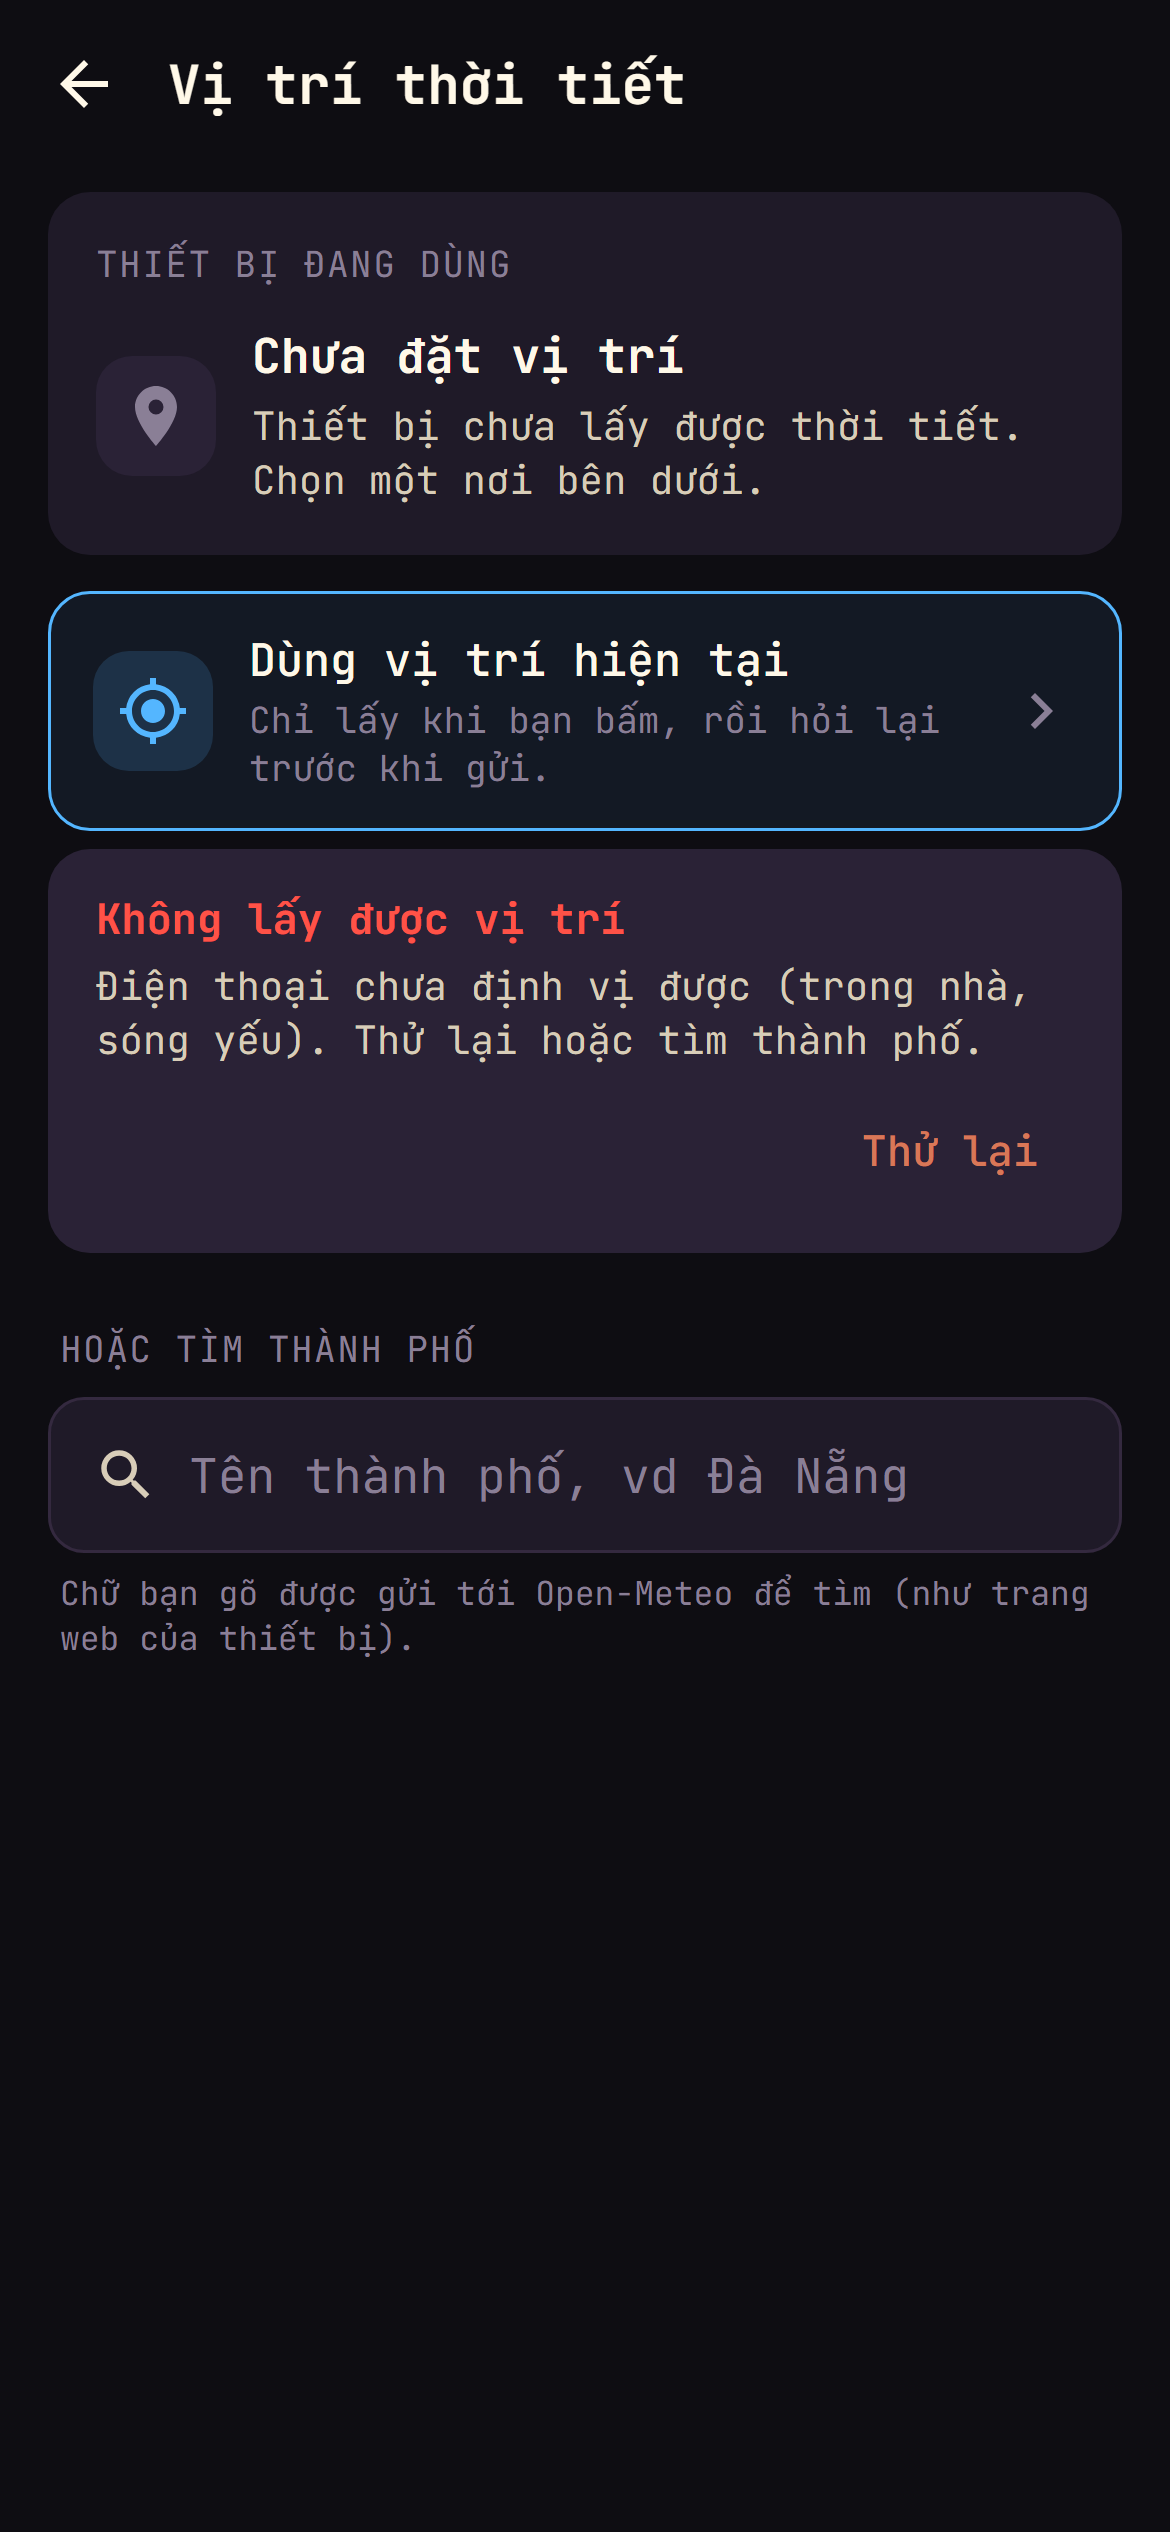 Vị trí thời tiết
THIẾT BỊ ĐANG DÙNG
Chưa đặt vị trí
Thiết bị chưa lấy được thời tiết.
Chọn một nơi bên dưới.
Dùng vị trí hiện tại
Chỉ lấy khi bạn bấm, rồi hỏi lại
trước khi gửi.
Không lấy được vị trí
Điện thoại chưa định vị được (trong nhà,
sóng yếu). Thử lại hoặc tìm thành phố.
Thử lại
HOẶC TÌM THÀNH PHỐ
Tên thành phố, vd Đà Nẵng
Chữ bạn gõ được gửi tới Open-Meteo để tìm (như trang
web của thiết bị).